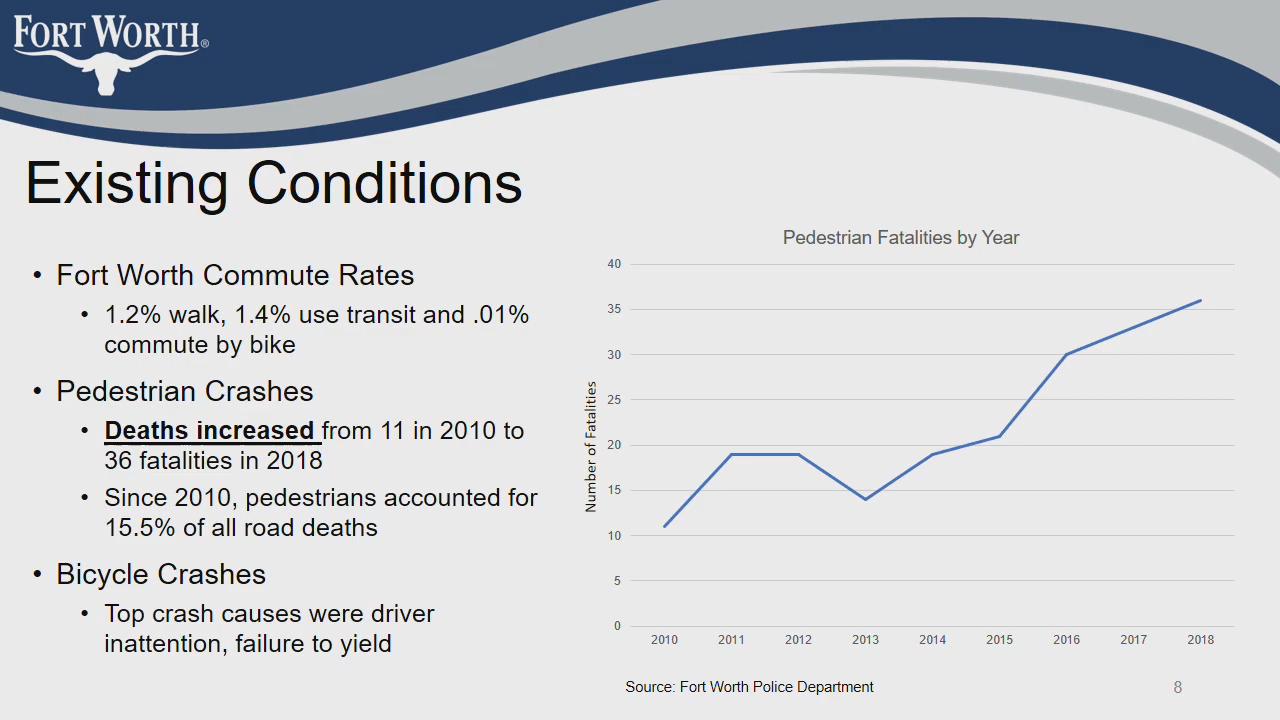 FORT WORTH®
Existing Conditions
• Fort Worth Commute Rates
• 1.2% walk, 1.4% use transit and .01%
commute by bike
• Pedestrian Crashes
• Deaths increased from 11 in 2010 to
36 fatalities in 2018
• Since 2010, pedestrians accounted for
15.5% of all road deaths
• Bicycle Crashes
• Top crash causes were driver
inattention, failure to yield
Pedestrian Fatalities by Year
Number of Fatalities
40
35
30
25
20
15
10
5
0
2010 2011 2012 2013 2014 2015 2016 2017 2018
Source: Fort Worth Police Department
8